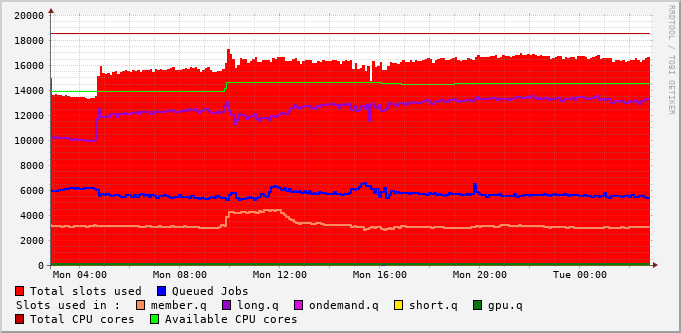 20000
18000
16000
14000
12000
10000
8000
6000
4000
2000
0
Mon 04:00 Mon 08:00 Mon 12:00 Mon 16:00 Mon 20:00 Tue 00:00
Total slots used Queued Jobs
Slots used in : member.q long.q ondemand.q short.q gpu.q
Total CPU cores Available CPU cores
RRDTOOL / TOBI OETIKER